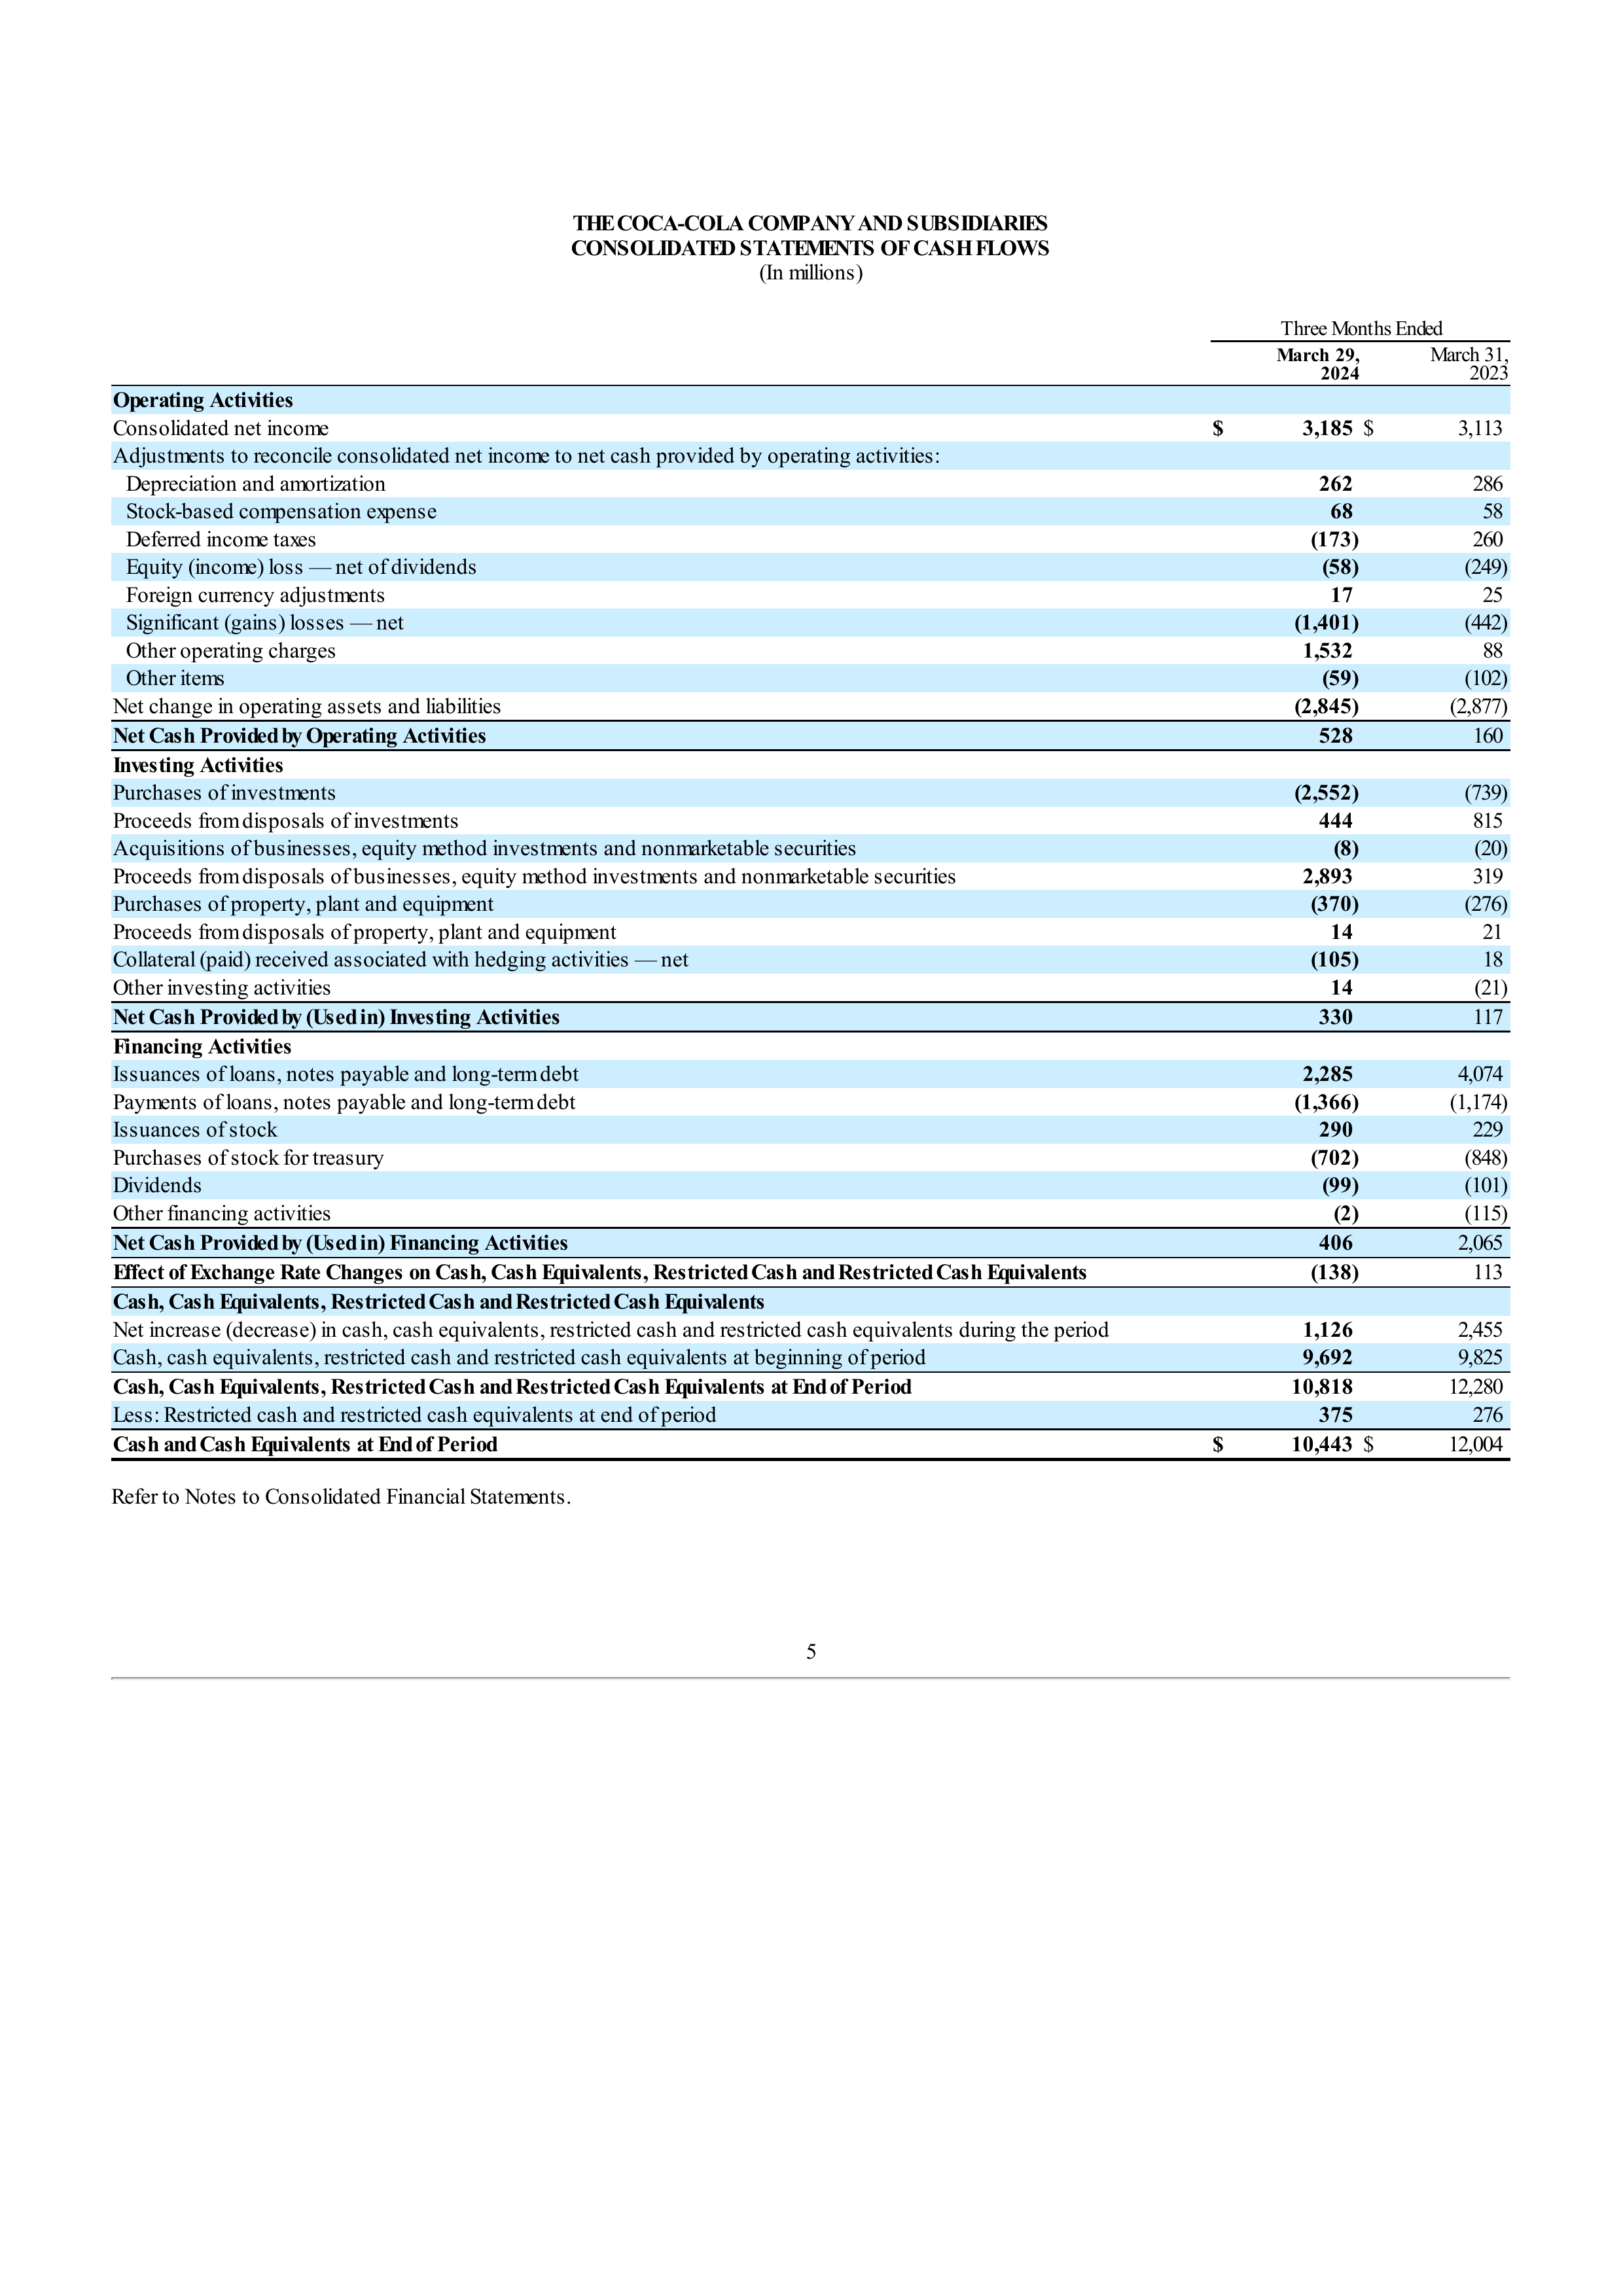 THE COCA-COLA COMPANY AND SUBSIDIARIES
CONSOLIDATED STATEMENTS OF CASH FLOWS
(In millions)
Three Months Ended
March 29, 2024 March 31, 2023
Operating Activities
Consolidated net income $ 3,185 $ 3,113
Adjustments to reconcile consolidated net income to net cash provided by operating activities:
Depreciation and amortization 262 286
Stock-based compensation expense 68 58
Deferred income taxes (173) 260
Equity (income) loss — net of dividends (58) (249)
Foreign currency adjustments 17 25
Significant (gains) losses — net (1,401) (442)
Other operating charges 1,532 88
Other items (59) (102)
Net change in operating assets and liabilities (2,845) (2,877)
Net Cash Provided by Operating Activities 528 160
Investing Activities
Purchases of investments (2,552) (739)
Proceeds from disposals of investments 444 815
Acquisitions of businesses, equity method investments and nonmarketable securities (8) (20)
Proceeds from disposals of businesses, equity method investments and nonmarketable securities 2,893 319
Purchases of property, plant and equipment (370) (276)
Proceeds from disposals of property, plant and equipment 14 21
Collateral (paid) received associated with hedging activities — net (105) 18
Other investing activities 14 (21)
Net Cash Provided by (Used in) Investing Activities 330 117
Financing Activities
Issuances of loans, notes payable and long-term debt 2,285 4,074
Payments of loans, notes payable and long-term debt (1,366) (1,174)
Issuances of stock 290 229
Purchases of stock for treasury (702) (848)
Dividends (99) (101)
Other financing activities (2) (115)
Net Cash Provided by (Used in) Financing Activities 406 2,065
Effect of Exchange Rate Changes on Cash, Cash Equivalents, Restricted Cash and Restricted Cash Equivalents (138) 113
Cash, Cash Equivalents, Restricted Cash and Restricted Cash Equivalents
Net increase (decrease) in cash, cash equivalents, restricted cash and restricted cash equivalents during the period 1,126 2,455
Cash, cash equivalents, restricted cash and restricted cash equivalents at beginning of period 9,692 9,825
Cash, Cash Equivalents, Restricted Cash and Restricted Cash Equivalents at End of Period 10,818 12,280
Less: Restricted cash and restricted cash equivalents at end of period 375 276
Cash and Cash Equivalents at End of Period $ 10,443 $ 12,004
Refer to Notes to Consolidated Financial Statements.
5